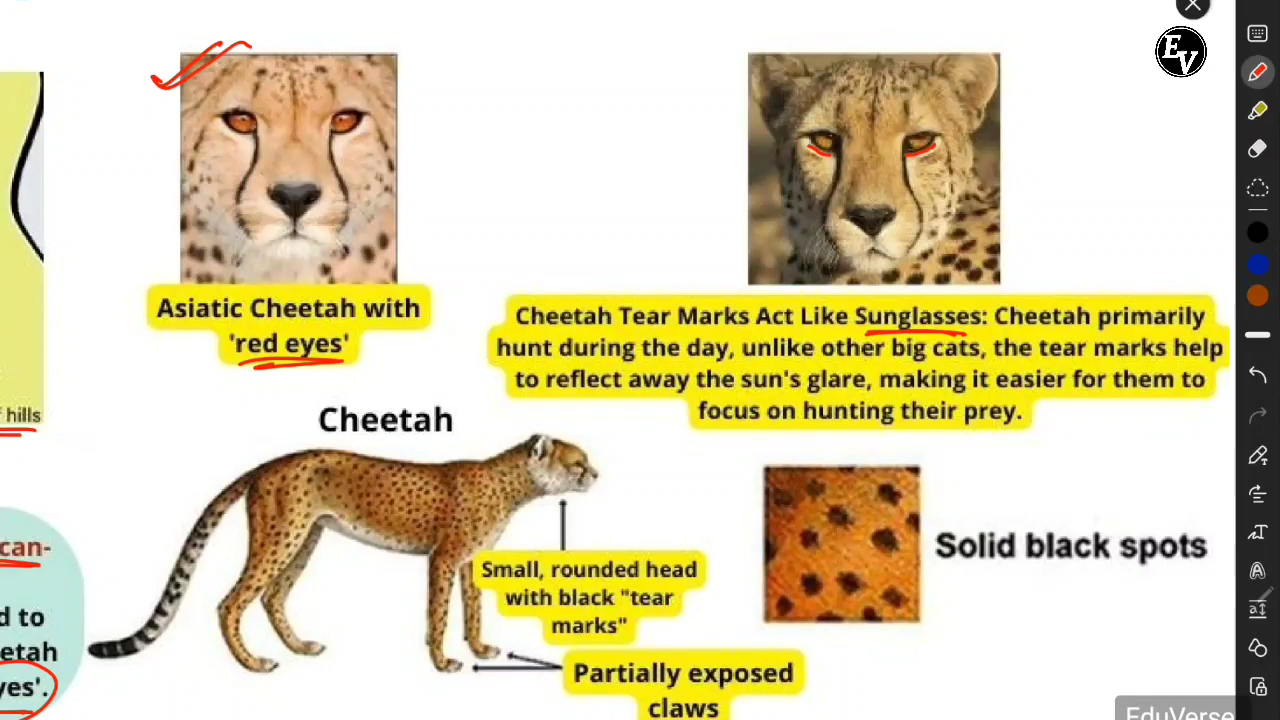 EV
Asiatic Cheetah with
'red eyes'
Cheetah Tear Marks Act Like Sunglasses: Cheetah primarily
hunt during the day, unlike other big cats, the tear marks help
to reflect away the sun's glare, making it easier for them to
focus on hunting their prey.
hills
Cheetah
Small, rounded head
with black "tear
marks"
Partially exposed
claws
Solid black spots
can-
d to
etah
yes'.
EduVerse